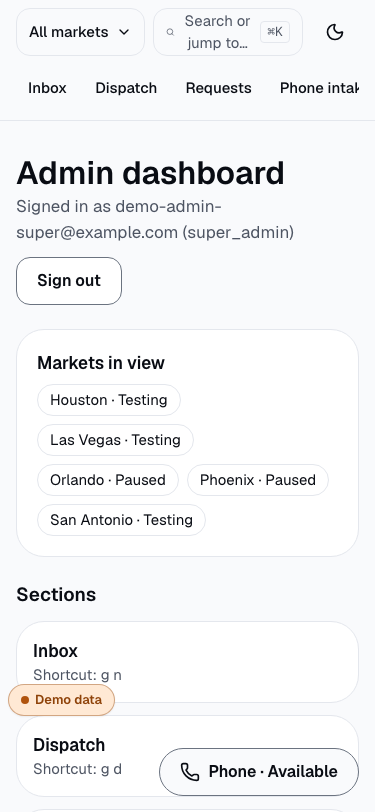 All markets
Search or
jump to...
⌘K
Inbox Dispatch Requests Phone intak
Admin dashboard
Signed in as demo-admin-
super@example.com (super_admin)
Sign out
Markets in view
Houston · Testing
Las Vegas · Testing
Orlando · Paused Phoenix · Paused
San Antonio · Testing
Sections
Inbox
Shortcut: g n
Demo data
Dispatch
Shortcut: g d
Phone · Available